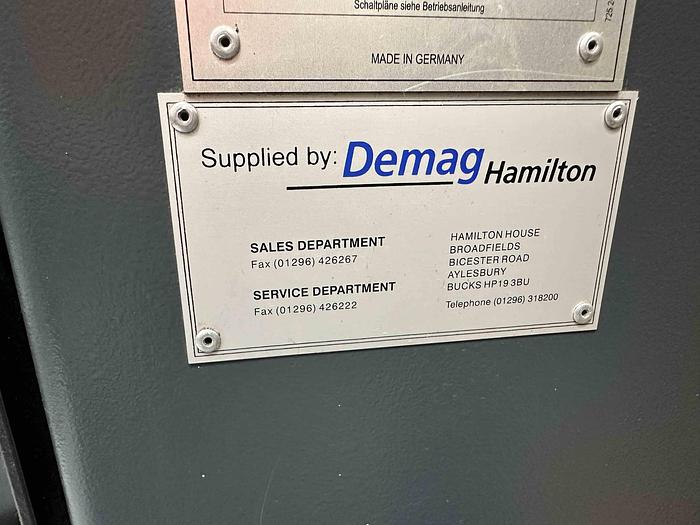 Schaltpläne siehe Betriebsanleitung
MADE IN GERMANY
Supplied by: Demag Hamilton
SALES DEPARTMENT
Fax (01296) 426267
SERVICE DEPARTMENT
Fax (01296) 426222
HAMILTON HOUSE
BROADFIELDS
BICESTER ROAD
AYLESBURY
BUCKS HP19 3BU
Telephone (01296) 318200